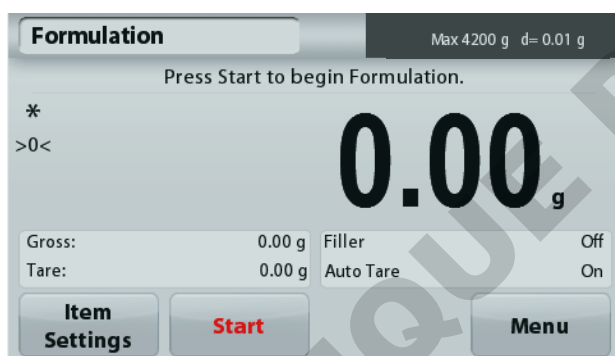 Formulation
Max 4200 g d= 0.01 g
Press Start to begin Formulation.
*
>0<
0.00 g
Gross: 0.00 g Filler Off
Tare: 0.00 g Auto Tare On
Item Settings
Start
Menu